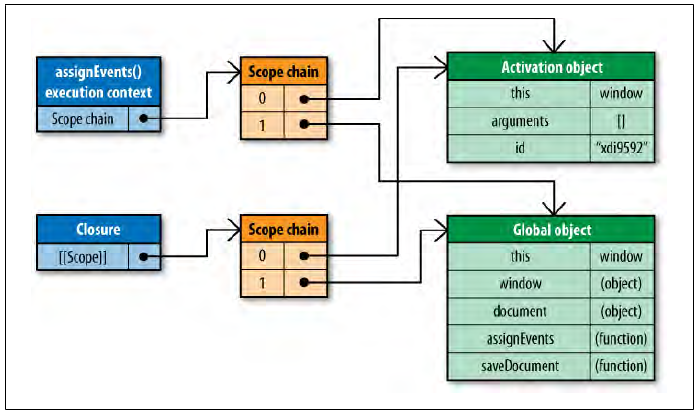 assignEvents()
execution context
Scope chain
Scope chain
0
1
Activation object
this window
arguments []
id "xdi9592"
Closure
[[Scope]]
Scope chain
0
1
Global object
this window
window (object)
document (object)
assignEvents (function)
saveDocument (function)